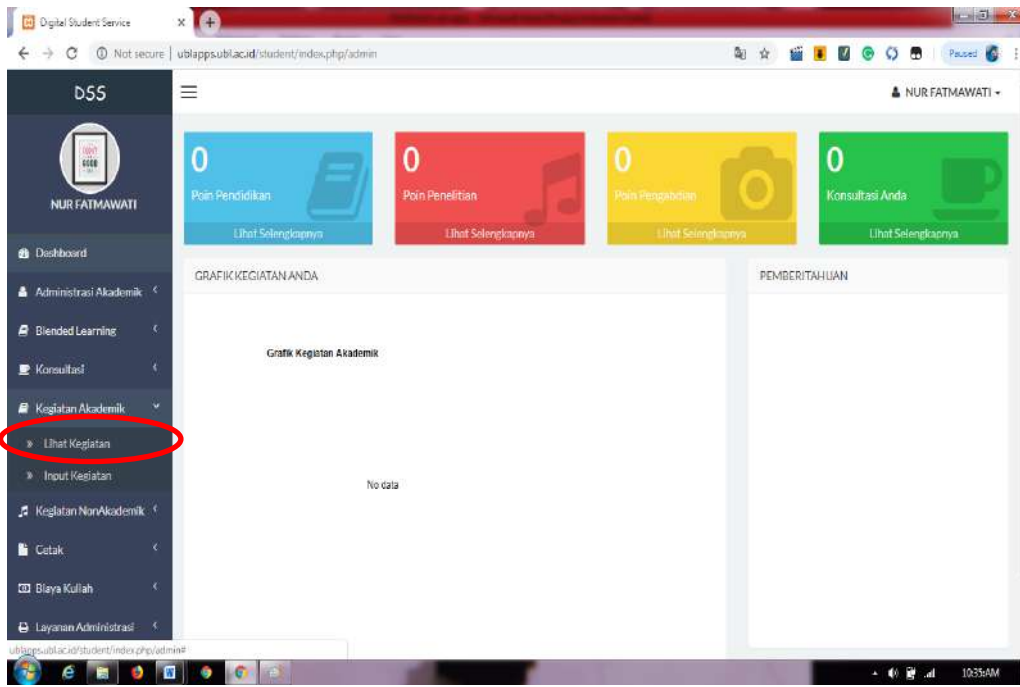 Digital Student Service
Not secure | ublapps.ubl.ac.id/student/index.php/admin
Paused
DSS
NUR FATMAWATI
NUR FATMAWATI
Dashboard
Administrasi Akademik
Blended Learning
Konsultasi
Kegiatan Akademik
Lihat Kegiatan
Input Kegiatan
Kegiatan NonAkademik
Cetak
Biaya Kuliah
Layanan Administrasi
0
Poin Pendidikan
Lihat Selengkapnya
0
Poin Penelitian
Lihat Selengkapnya
0
Poin Pengabdian
Lihat Selengkapnya
0
Konsultasi Anda
Lihat Selengkapnya
GRAFIK KEGIATAN ANDA
Grafik Kegiatan Akademik
No data
PEMBERITAHUAN
ublapps.ubl.ac.id/student/index.php/admin#
10:35 AM